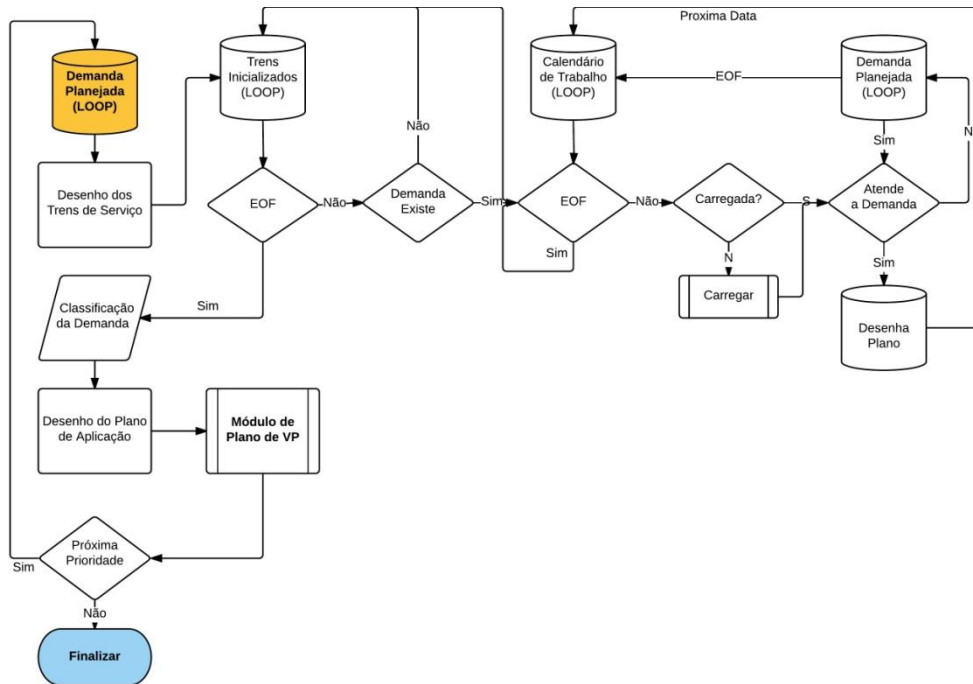 Proxima Data
Demanda
Planejada
(LOOP)
Trens
Inicializados
(LOOP)
Calendário
de Trabalho
(LOOP)
EOF
Demanda
Planejada
(LOOP)
Não
Sim
N
Desenho dos
Trens de Serviço
EOF
Não
Demanda
Existe
Sim
EOF
Não
Carregada?
S
Atende
a Demanda
Sim
N
Sim
Carregar
Classificação
da Demanda
Sim
Desenha
Plano
Desenho do Plano
de Aplicação
Módulo de
Plano de VP
Próxima
Prioridade
Sim
Não
Finalizar